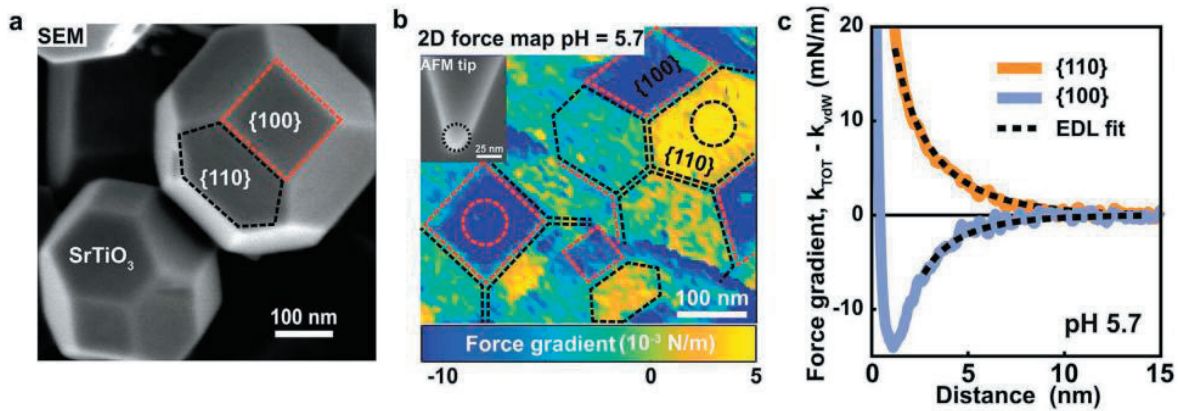 a
SEM
{100}
{110}
SrTiO₃
100 nm
b
2D force map pH = 5.7
AFM tip
25 nm
{100}
{110}
100 nm
Force gradient (10⁻³ N/m)
-10 0 5
c
Force gradient, k_TOT - k_vdW (mN/m)
20
10
0
-10
{110}
{100}
EDL fit
pH 5.7
0 5 10 15
Distance (nm)